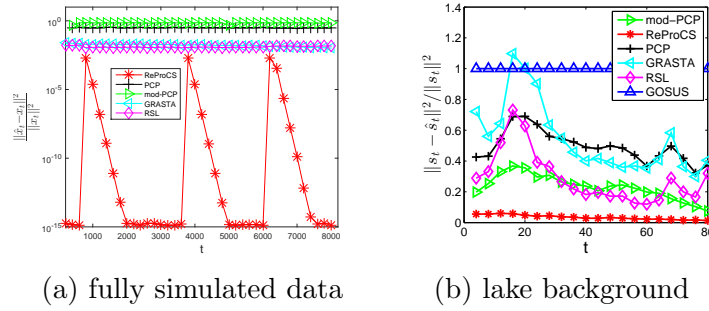 10^0
10^-5
10^-10
10^-15
||x̂_t − x_t||^2
||x_t||^2
ReProCS
PCP
mod-PCP
GRASTA
RSL
1000 2000 3000 4000 5000 6000 7000 8000
t
(a) fully simulated data
||s_t − ŝ_t||^2/||s_t||^2
1.4
1.2
1
0.8
0.6
0.4
0.2
0
mod−PCP
ReProCS
PCP
GRASTA
RSL
GOSUS
0 20 40 60 80
t
(b) lake background